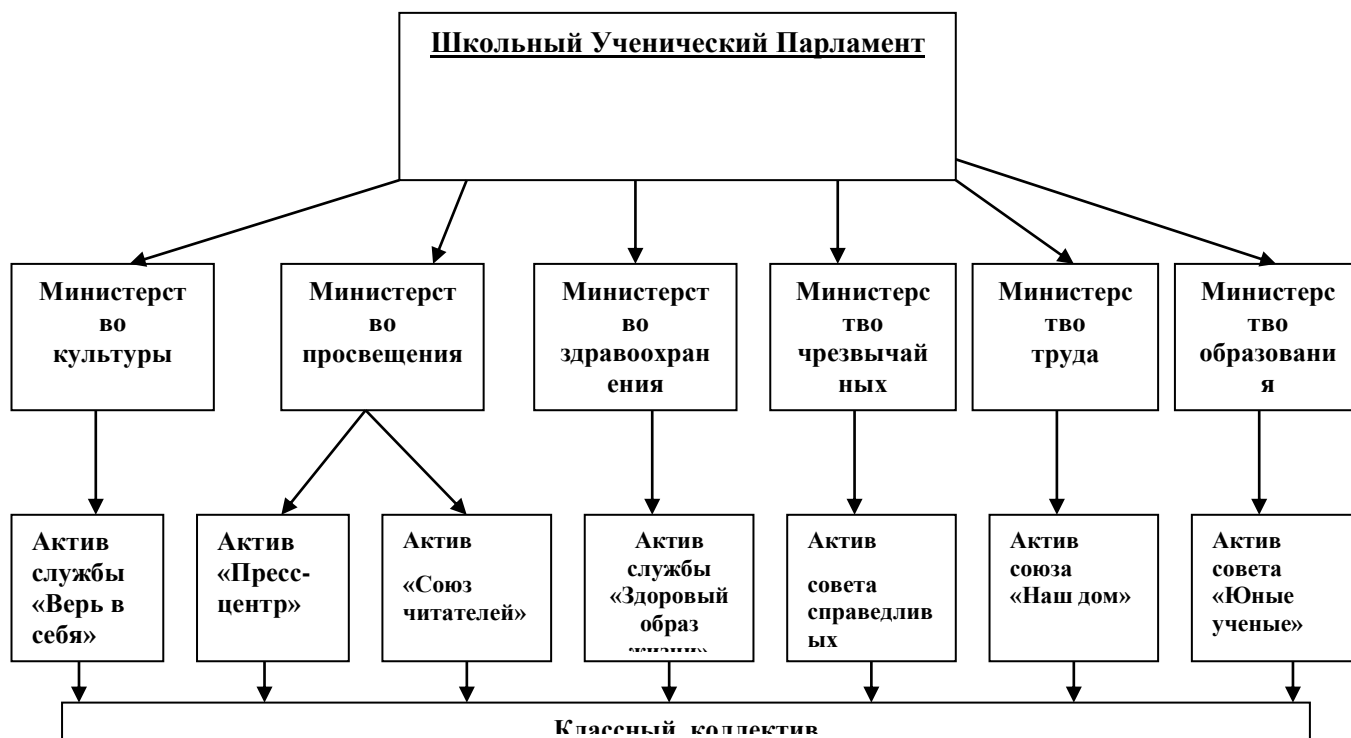 Школьный Ученический Парламент
Министерст
во
культуры
Министерст
во
просвещения
Министерст
во
здравоохран
ения
Министерс
тво
чрезвычай
ных
Министерс
тво
труда
Министерс
тво
образовани
я
Актив
службы
«Верь в
себя»
Актив
«Пресс-
центр»
Актив
«Союз
читателей»
Актив
службы
«Здоровый
образ
жизни»
Актив
совета
справедлив
ых
Актив
союза
«Наш дом»
Актив
совета
«Юные
ученые»
Классный коллектив